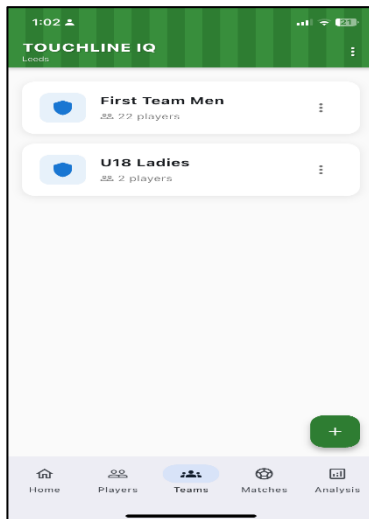 1:02
21
TOUCHLINE IQ
Leeds
First Team Men
22 players
U18 Ladies
2 players
Home Players Teams Matches Analysis